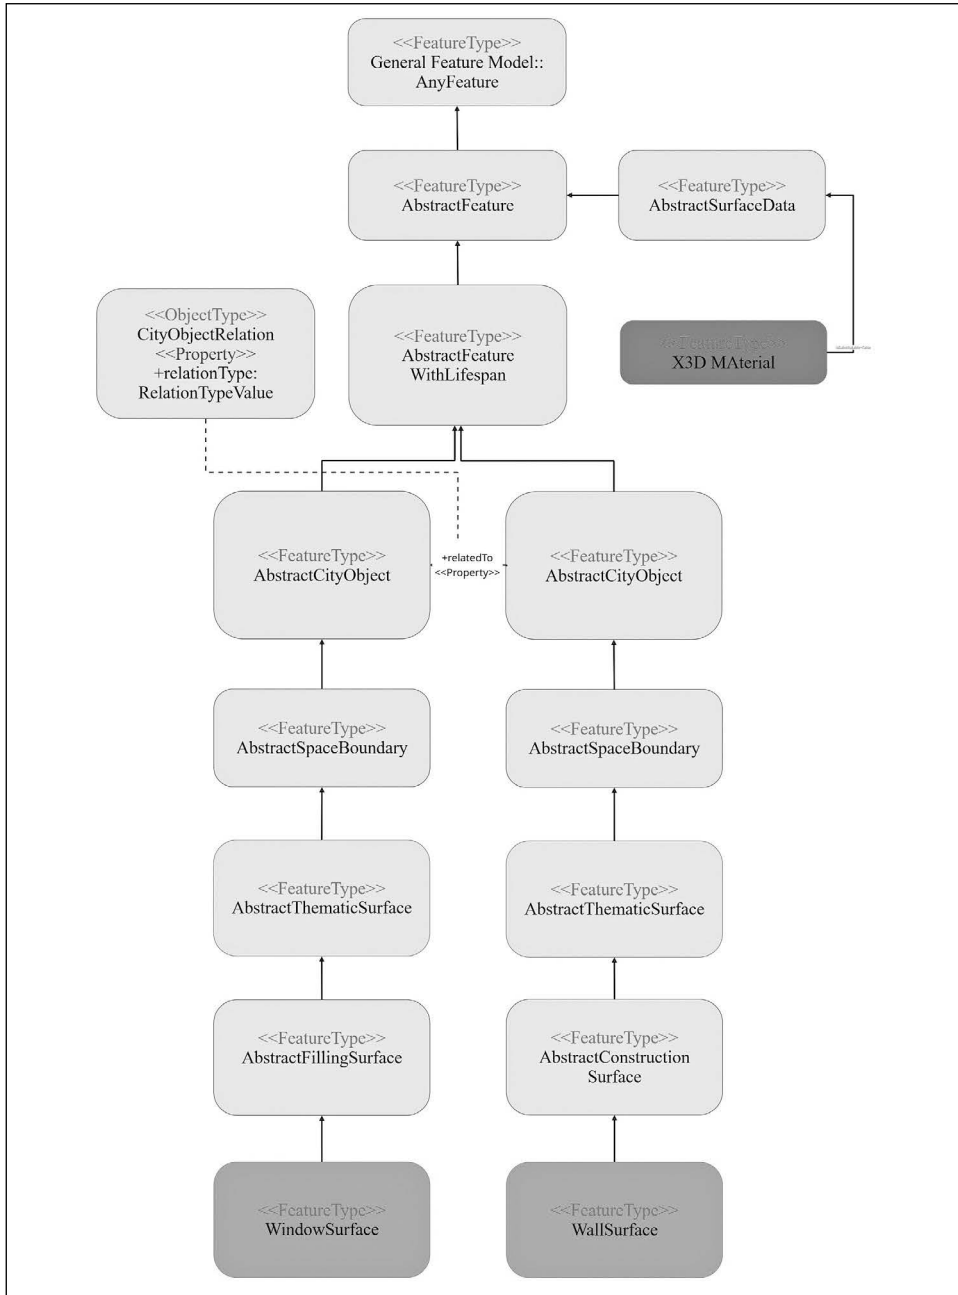 <<FeatureType>>
General Feature Model::
AnyFeature
<<FeatureType>>
AbstractFeature
<<FeatureType>>
AbstractSurfaceData
<<ObjectType>>
CityObjectRelation
<<Property>>
+relationType:
RelationTypeValue
<<FeatureType>>
AbstractFeature
WithLifespan
<<FeatureType>>
X3D MAterial
<<FeatureType>>
AbstractCityObject
+relatedTo
<<Property>>
<<FeatureType>>
AbstractCityObject
<<FeatureType>>
AbstractSpaceBoundary
<<FeatureType>>
AbstractSpaceBoundary
<<FeatureType>>
AbstractThematicSurface
<<FeatureType>>
AbstractThematicSurface
<<FeatureType>>
AbstractFillingSurface
<<FeatureType>>
AbstractConstruction
Surface
<<FeatureType>>
WindowSurface
<<FeatureType>>
WallSurface